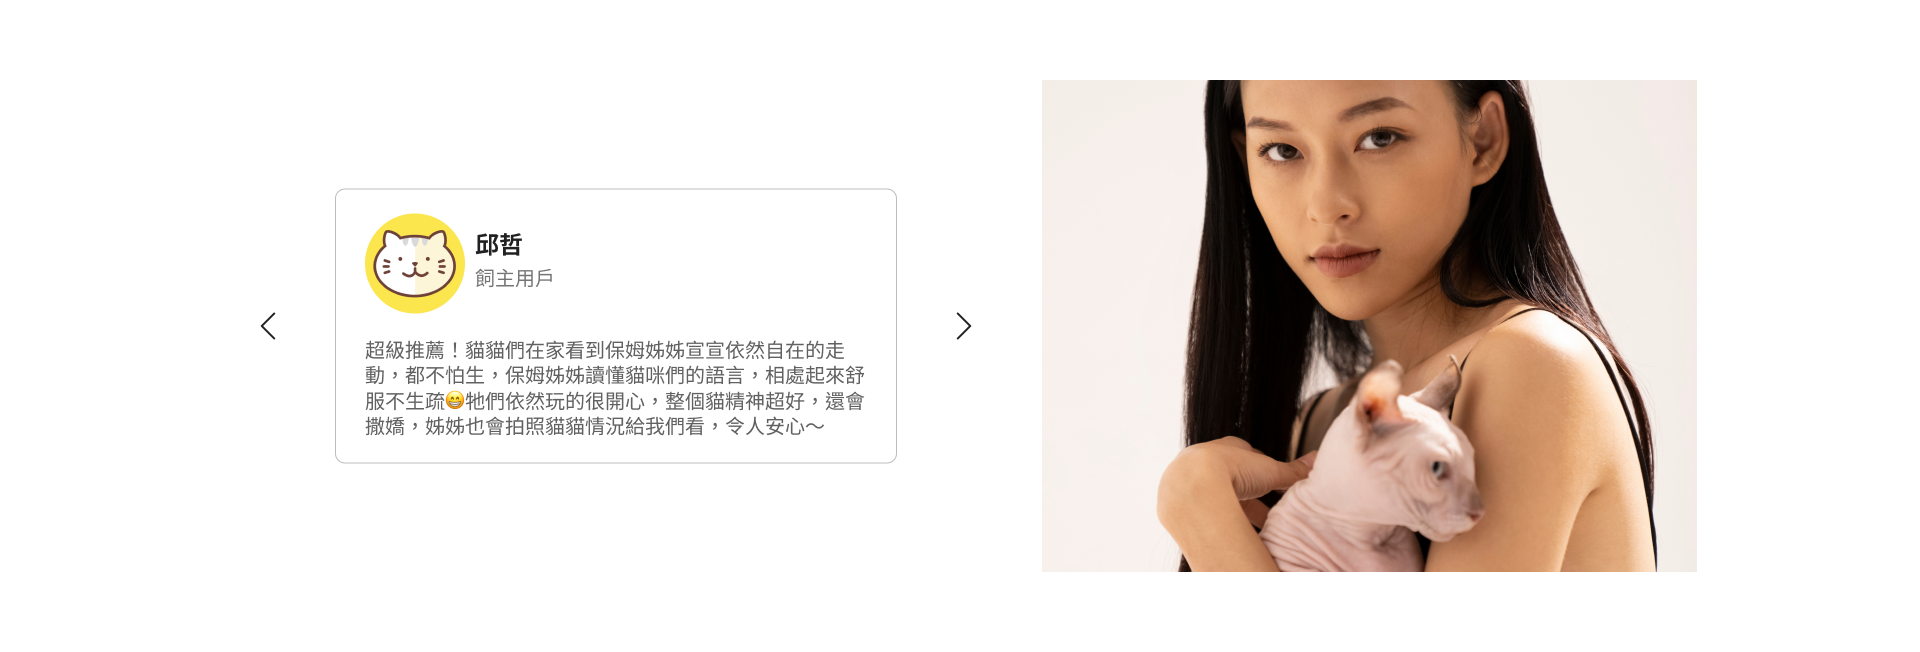 邱哲
飼主用戶
超級推薦！貓貓們在家看到保姆姊姊宣宣依然自在的走
動，都不怕生，保姆姊姊讀懂貓咪們的語言，相處起來舒
服不生疏😁牠們依然玩的很開心，整個貓精神超好，還會
撒嬌，姊姊也會拍照貓貓情況給我們看，令人安心～